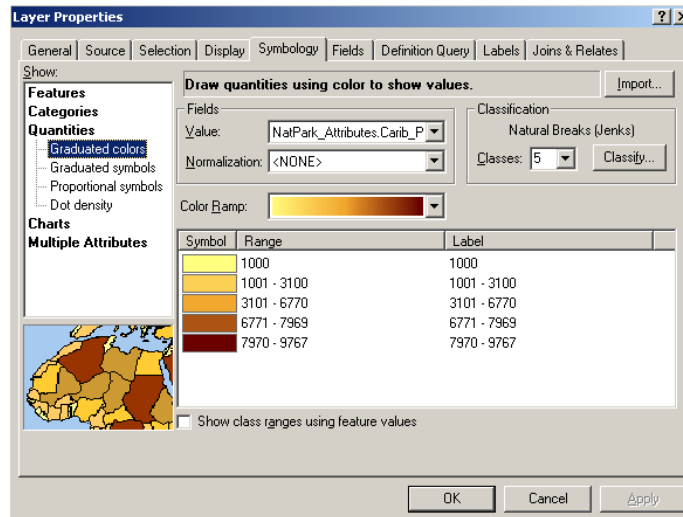 Layer Properties
General Source Selection Display Symbology Fields Definition Query Labels Joins & Relates
Show:
Features
Categories
Quantities
Graduated colors
Graduated symbols
Proportional symbols
Dot density
Charts
Multiple Attributes
Draw quantities using color to show values.
Import...
Fields
Value: NatPark_Attributes.Carib_P
Normalization: <NONE>
Classification
Natural Breaks (Jenks)
Classes: 5 Classify...
Color Ramp:
Symbol Range Label
1000 1000
1001 - 3100 1001 - 3100
3101 - 6770 3101 - 6770
6771 - 7969 6771 - 7969
7970 - 9767 7970 - 9767
Show class ranges using feature values
OK Cancel Apply